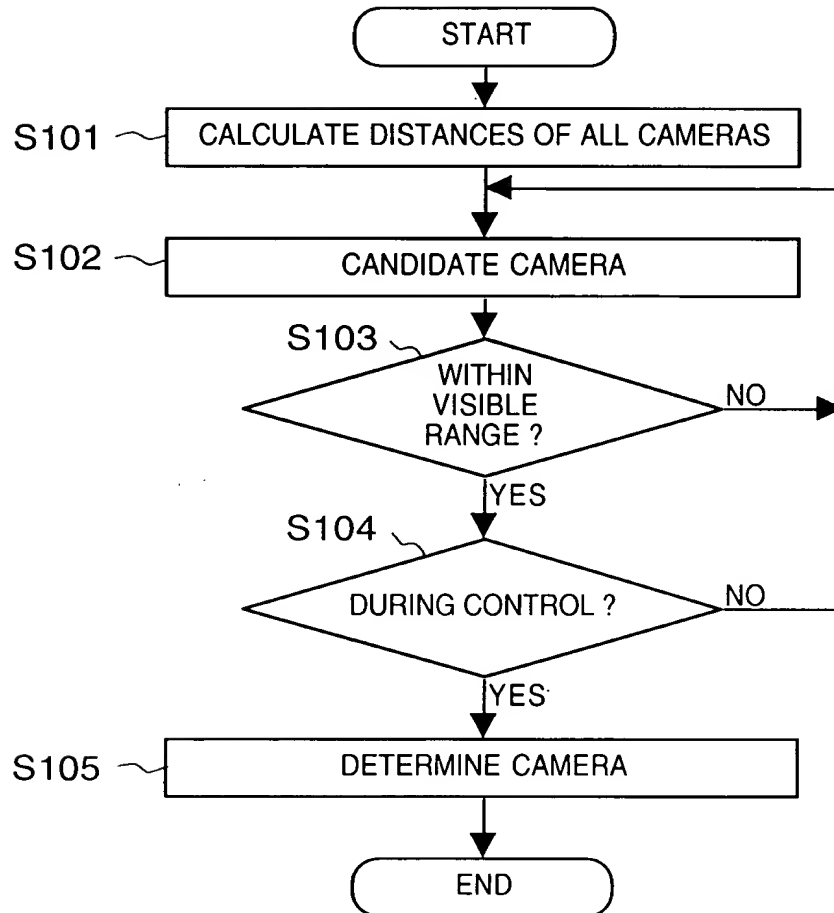 START
S101
CALCULATE DISTANCES OF ALL CAMERAS
S102
CANDIDATE CAMERA
S103
WITHIN
VISIBLE
RANGE ?
NO
YES
S104
DURING CONTROL ?
NO
YES
S105
DETERMINE CAMERA
END